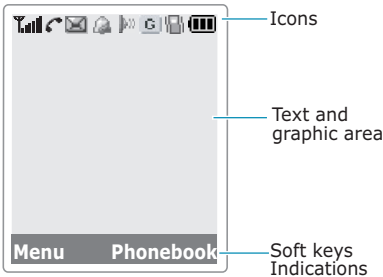 Icons
G
Text and
graphic area
Menu Phonebook
Soft keys
Indications